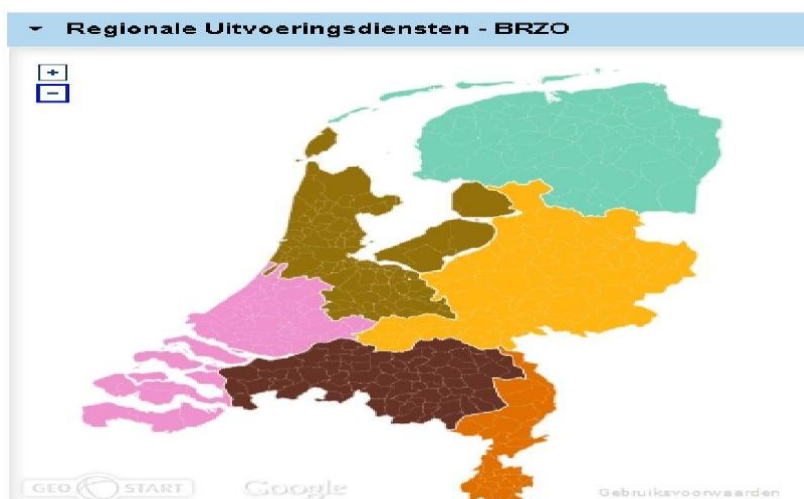 Regionale Uitvoeringsdiensten - BRZO
+
−
GEO START
Google
Gebruiksvoorwaarden